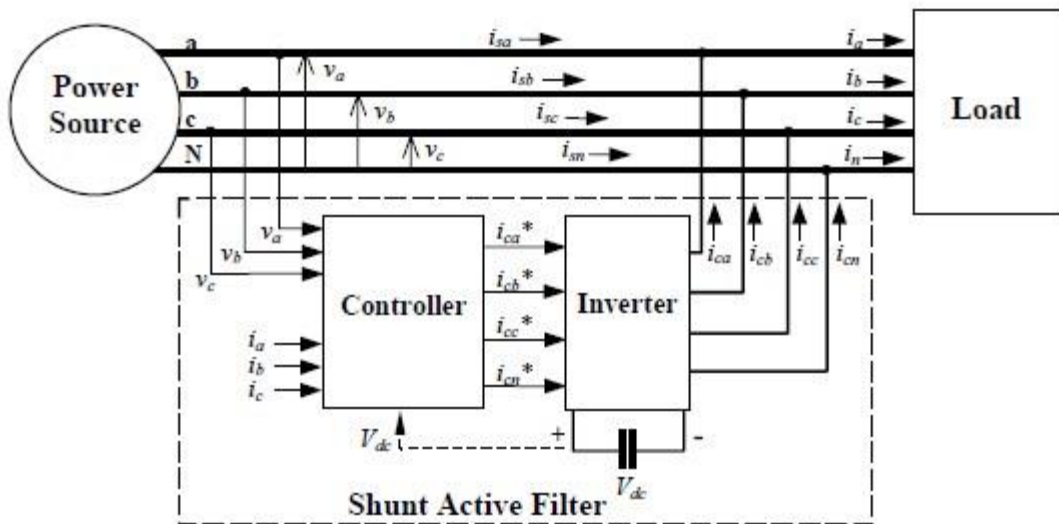 a
i_sa
i_a
Power
Source
b
v_a
i_sb
i_b
Load
c
v_b
i_sc
i_c
N
v_c
i_sn
i_n
v_a
v_b
v_c
i_ca*
i_cb*
i_cc*
i_cn*
Controller
Inverter
i_ca
i_cb
i_cc
i_cn
i_a
i_b
i_c
V_dc
+
-
V_dc
Shunt Active Filter